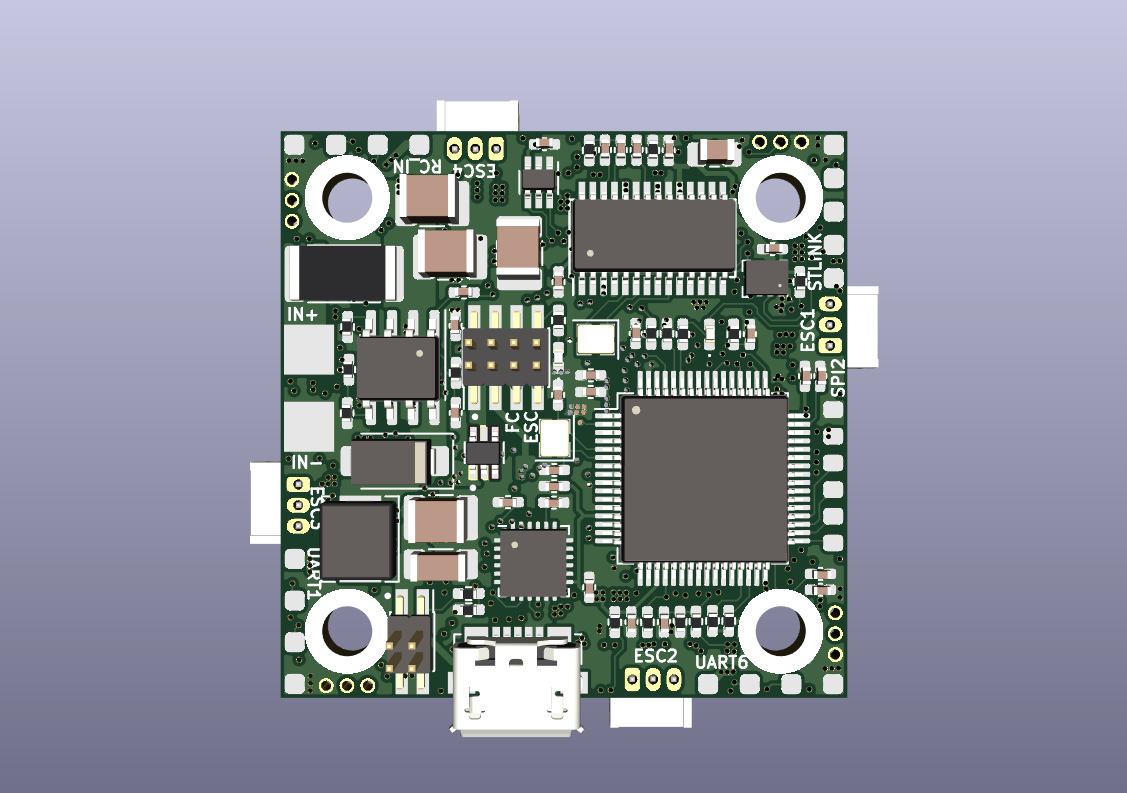 RC_IN
ESC4
STLiNK
IN+
ESC1
SPI2
FC
ESC
IN-
ESC3
UART1
ESC2
UART6